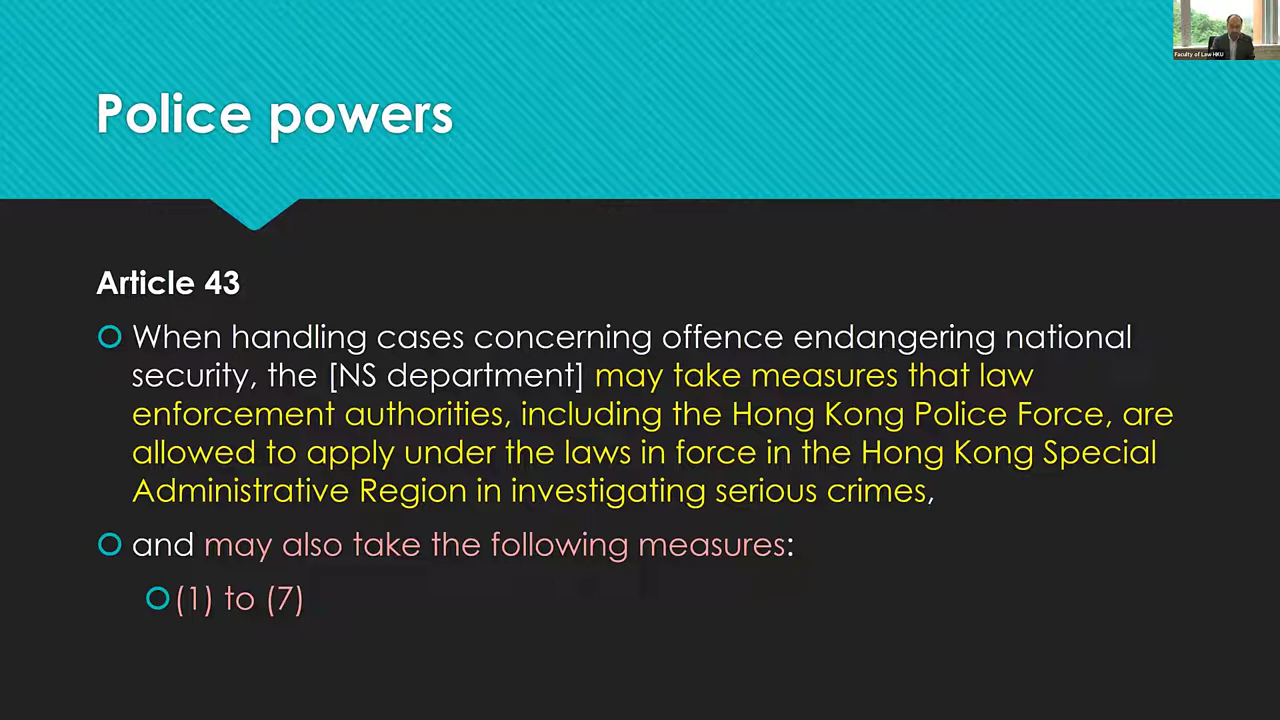 Faculty of Law HKU
Police powers
Article 43
When handling cases concerning offence endangering national
security, the [NS department] may take measures that law
enforcement authorities, including the Hong Kong Police Force, are
allowed to apply under the laws in force in the Hong Kong Special
Administrative Region in investigating serious crimes,
and may also take the following measures:
(1) to (7)